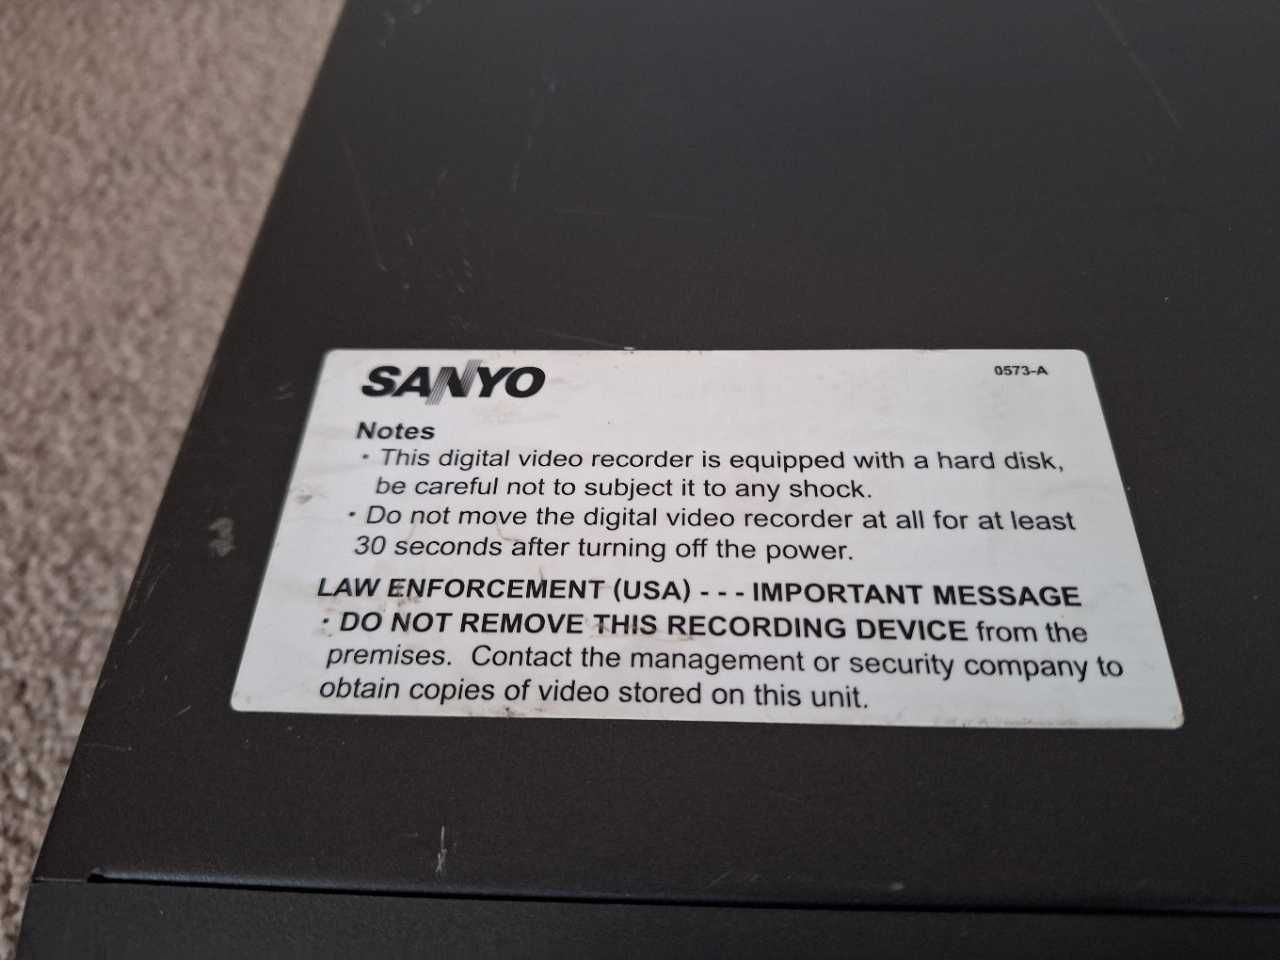 SANYO
0573-A
Notes
· This digital video recorder is equipped with a hard disk,
be careful not to subject it to any shock.
· Do not move the digital video recorder at all for at least
30 seconds after turning off the power.
LAW ENFORCEMENT (USA) - - - IMPORTANT MESSAGE
· DO NOT REMOVE THIS RECORDING DEVICE from the
premises. Contact the management or security company to
obtain copies of video stored on this unit.